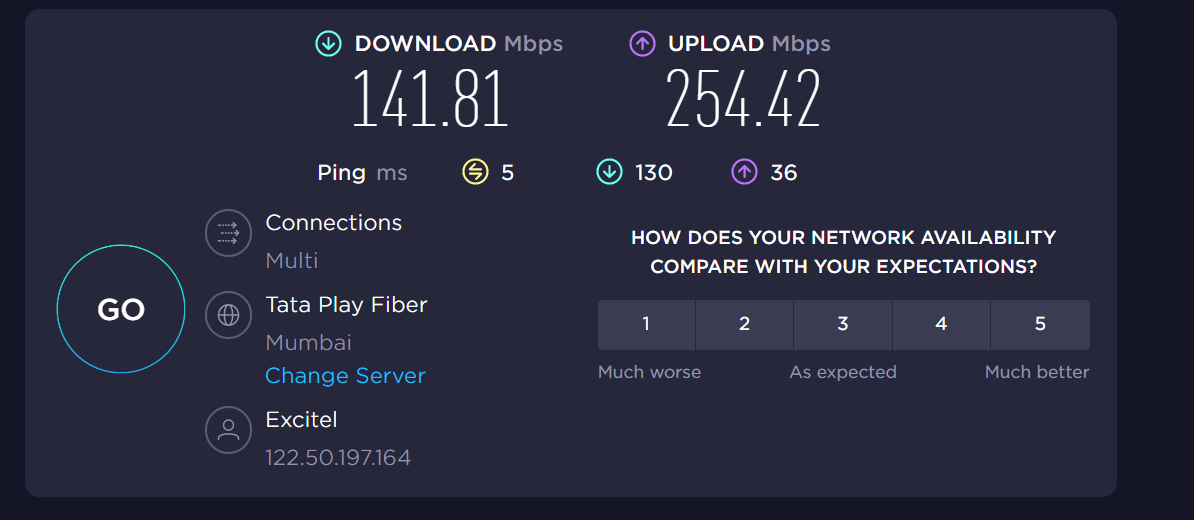 DOWNLOAD Mbps
141.81
UPLOAD Mbps
254.42
Ping ms 5 130 36
Connections
Multi
Tata Play Fiber
Mumbai
Change Server
Excitel
122.50.197.164
GO
HOW DOES YOUR NETWORK AVAILABILITY
COMPARE WITH YOUR EXPECTATIONS?
1 2 3 4 5
Much worse As expected Much better